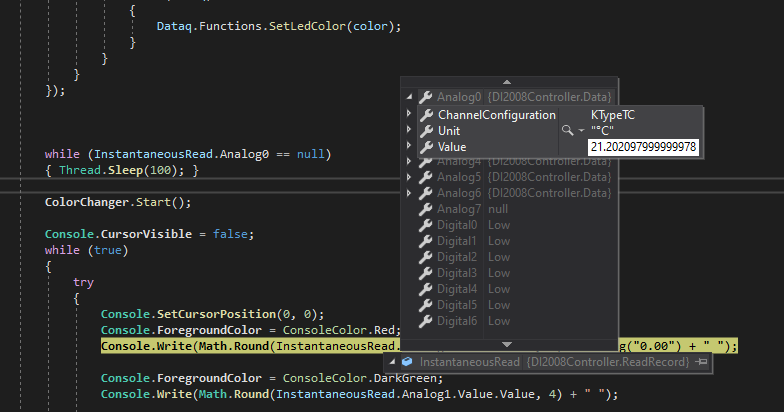 {
Dataq.Functions.SetLedColor(color);
}
}
}
});
while (InstantaneousRead.Analog0 == null)
{ Thread.Sleep(100); }
ColorChanger.Start();
Console.CursorVisible = false;
while (true)
{
try
{
Console.SetCursorPosition(0, 0);
Console.ForegroundColor = ConsoleColor.Red;
Console.Write(Math.Round(InstantaneousRead. ("0.00") + " ");
Console.ForegroundColor = ConsoleColor.DarkGreen;
Console.Write(Math.Round(InstantaneousRead.Analog1.Value.Value, 4) + " ");
Analog0 {DI2008Controller.Data}
ChannelConfiguration KTypeTC
Unit "°C"
Value 21.202097999999978
Analog4 {DI2008Controller.Data}
Analog5 {DI2008Controller.Data}
Analog6 {DI2008Controller.Data}
Analog7 null
Digital0 Low
Digital1 Low
Digital2 Low
Digital3 Low
Digital4 Low
Digital5 Low
Digital6 Low
InstantaneousRead {DI2008Controller.ReadRecord}